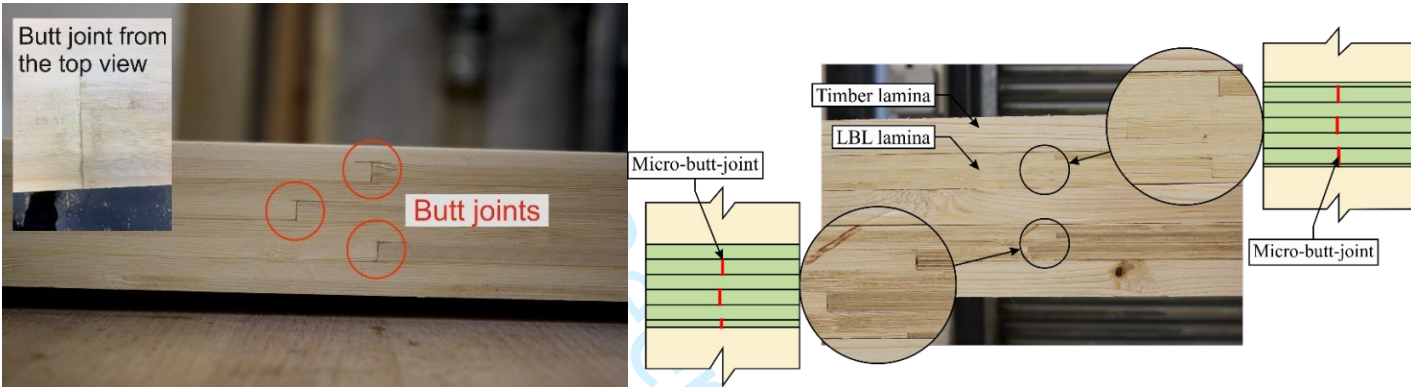 Butt joint from
the top view
Butt joints
Micro-butt-joint
Timber lamina
LBL lamina
Micro-butt-joint